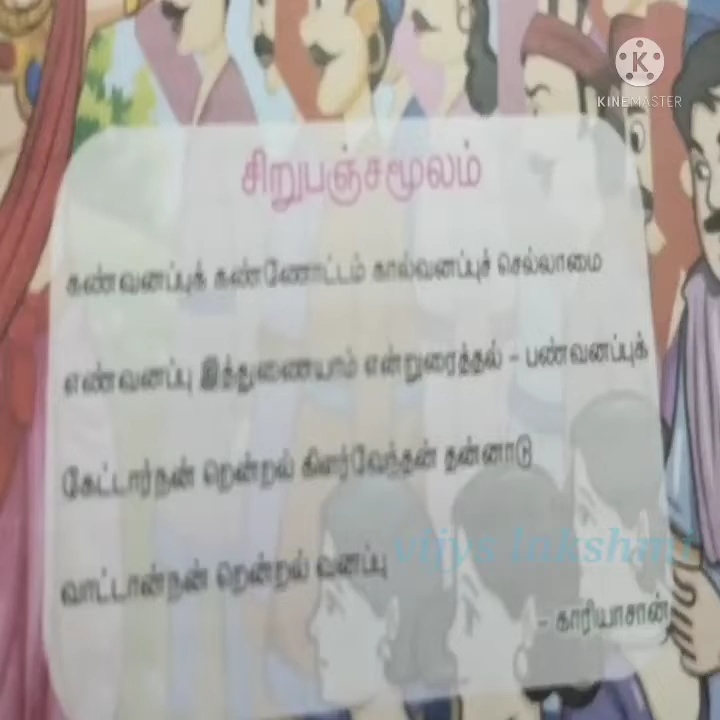 KINEMASTER
சிறுபஞ்சமூலம்
கண்வனப்புக் கண்ணோட்டம் கால்வனப்புச் செல்லாமை
எண்வனப்பு இத்துணையாம் என்றுரைத்தல் – பண்வனப்புக்
கேட்டார்நன் றென்றல் கிளர்வேந்தன் தன்னாடு
வாட்டான்நன் றென்றல் வனப்பு
vijys lakshmi
– காரியாசான்